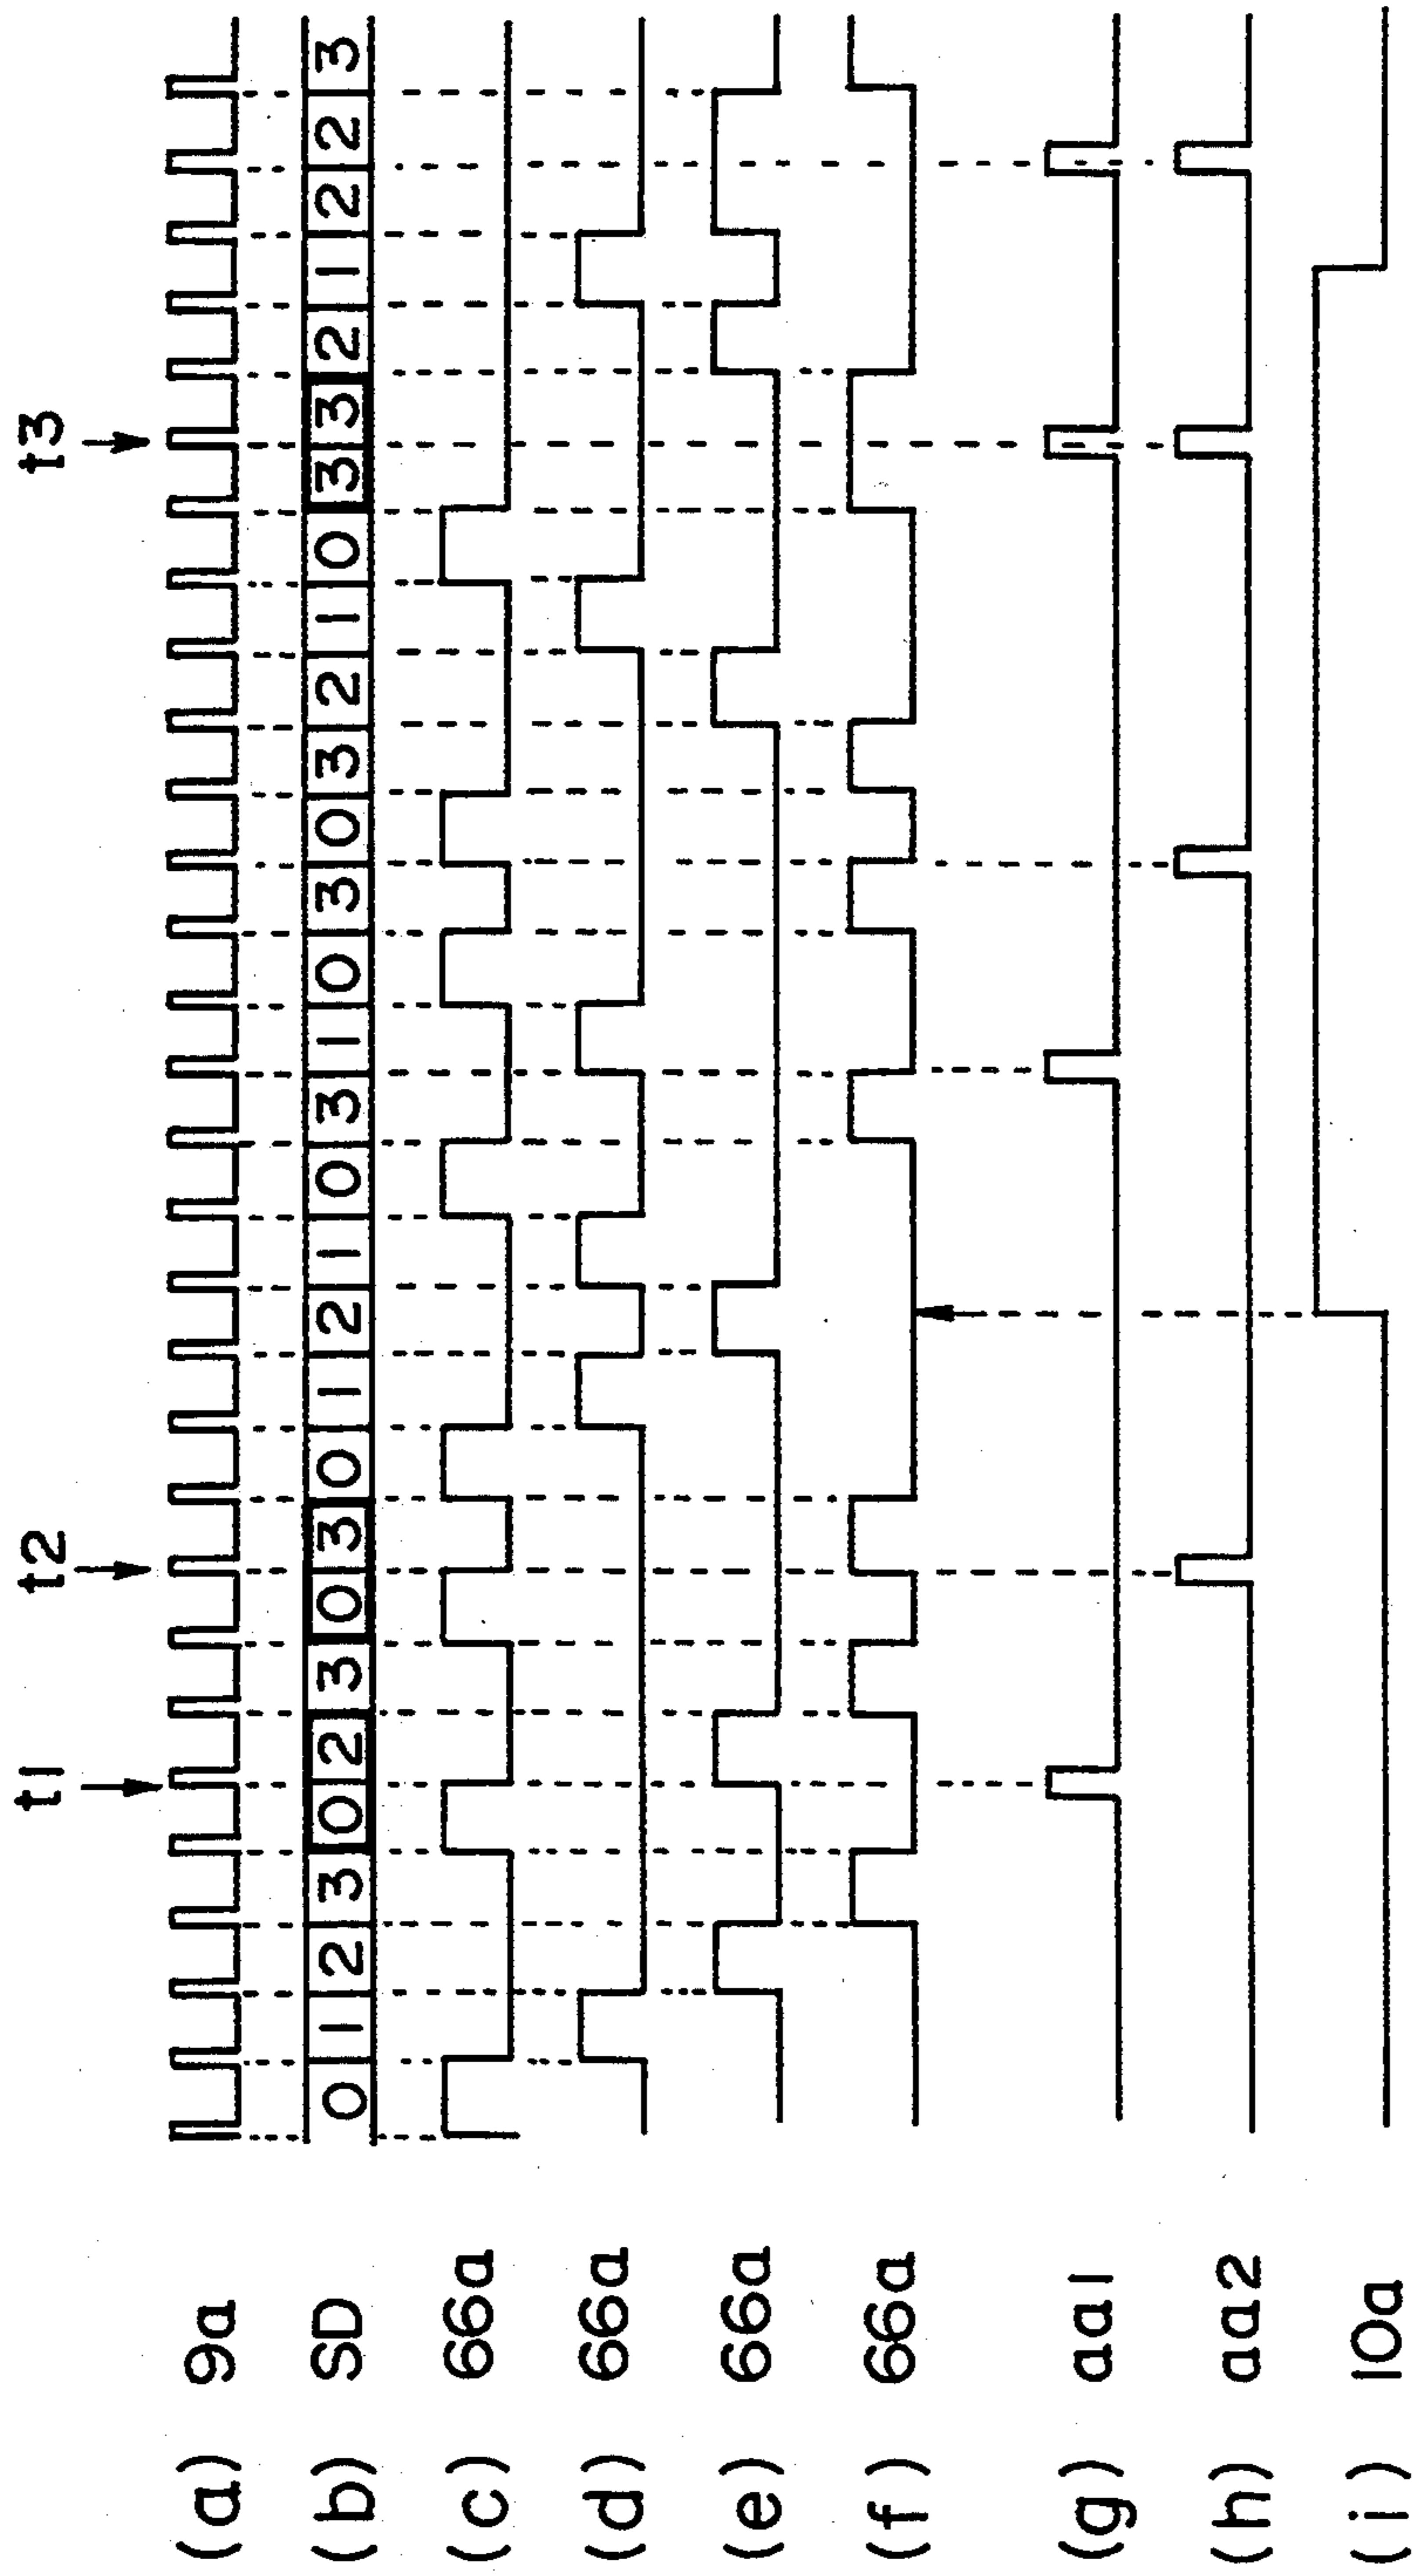 t1 t2 t3
(a) 9a
(b) SD 0 1 2 3 0 2 3 0 3 0 1 2 1 0 3 1 0 3 0 3 2 1 0 3 3 2 1 2 2 3
(c) 66a
(d) 66a
(e) 66a
(f) 66a
(g) aa1
(h) aa2
(i) 10a